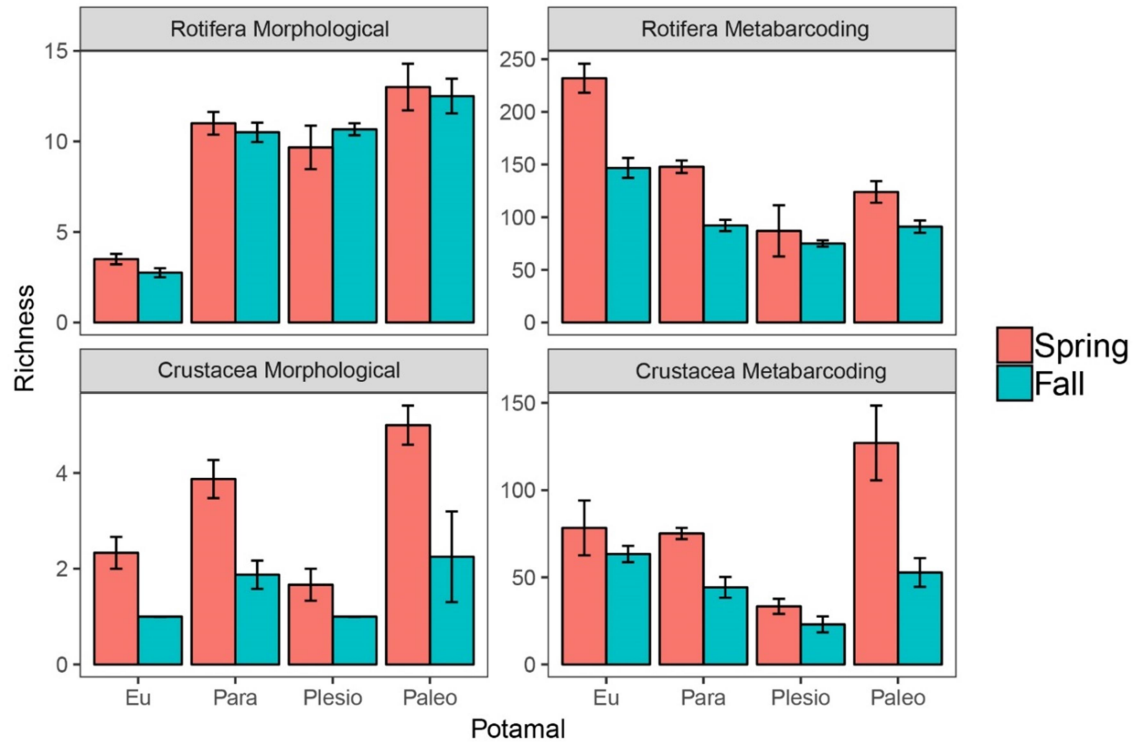 Rotifera Morphological
Rotifera Metabarcoding
15
10
5
0
250
200
150
100
50
0
Richness
Crustacea Morphological
Crustacea Metabarcoding
4
2
0
150
100
50
0
Eu Para Plesio Paleo
Eu Para Plesio Paleo
Potamal
Spring
Fall